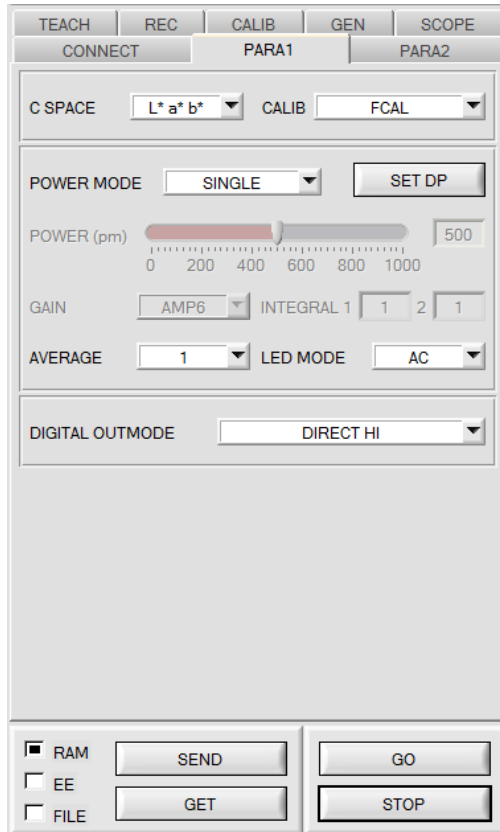 TEACH REC CALIB GEN SCOPE
CONNECT PARA1 PARA2
C SPACE L* a* b* CALIB FCAL
POWER MODE SINGLE SET DP
POWER (pm) 500
0 200 400 600 800 1000
GAIN AMP6 INTEGRAL 1 1 2 1
AVERAGE 1 LED MODE AC
DIGITAL OUTMODE DIRECT HI
RAM SEND GO
EE
FILE GET STOP